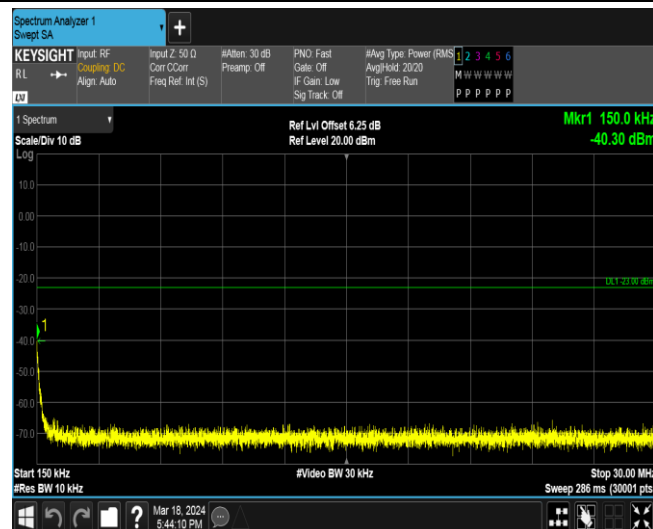 Spectrum Analyzer 1
Swept SA
+
KEYSIGHT Input: RF Input Z: 50 Ω #Atten: 30 dB PNO: Fast #Avg Type: Power (RMS 1 2 3 4 5 6
RL Coupling: DC Corr CCorr Preamp: Off Gate: Off Avg|Hold: 20/20 M W W W W W
Align: Auto Freq Ref: Int (S) IF Gain: Low Trig: Free Run
Sig Track: Off P P P P P P
LXI
1 Spectrum Ref Lvl Offset 6.25 dB Mkr1 150.0 kHz
Scale/Div 10 dB Ref Level 20.00 dBm -40.30 dBm
Log
10.0
0.00
-10.0
-20.0
DL1 -23.00 dBm
-30.0
1
-40.0
-50.0
-60.0
-70.0
Start 150 kHz #Video BW 30 kHz Stop 30.00 MHz
#Res BW 10 kHz Sweep 286 ms (30001 pts
? Mar 18, 2024
5:44:10 PM